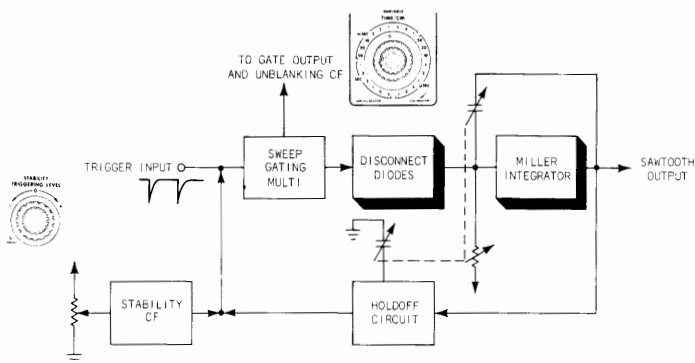 VARIABLE
TIME/CM
TO GATE OUTPUT
AND UNBLANKING CF
SWEEP
GATING
MULTI
DISCONNECT
DIODES
MILLER
INTEGRATOR
SAWTOOTH
OUTPUT
TRIGGER INPUT
STABILITY
TRIGGERING LEVEL
STABILITY
CF
HOLDOFF
CIRCUIT